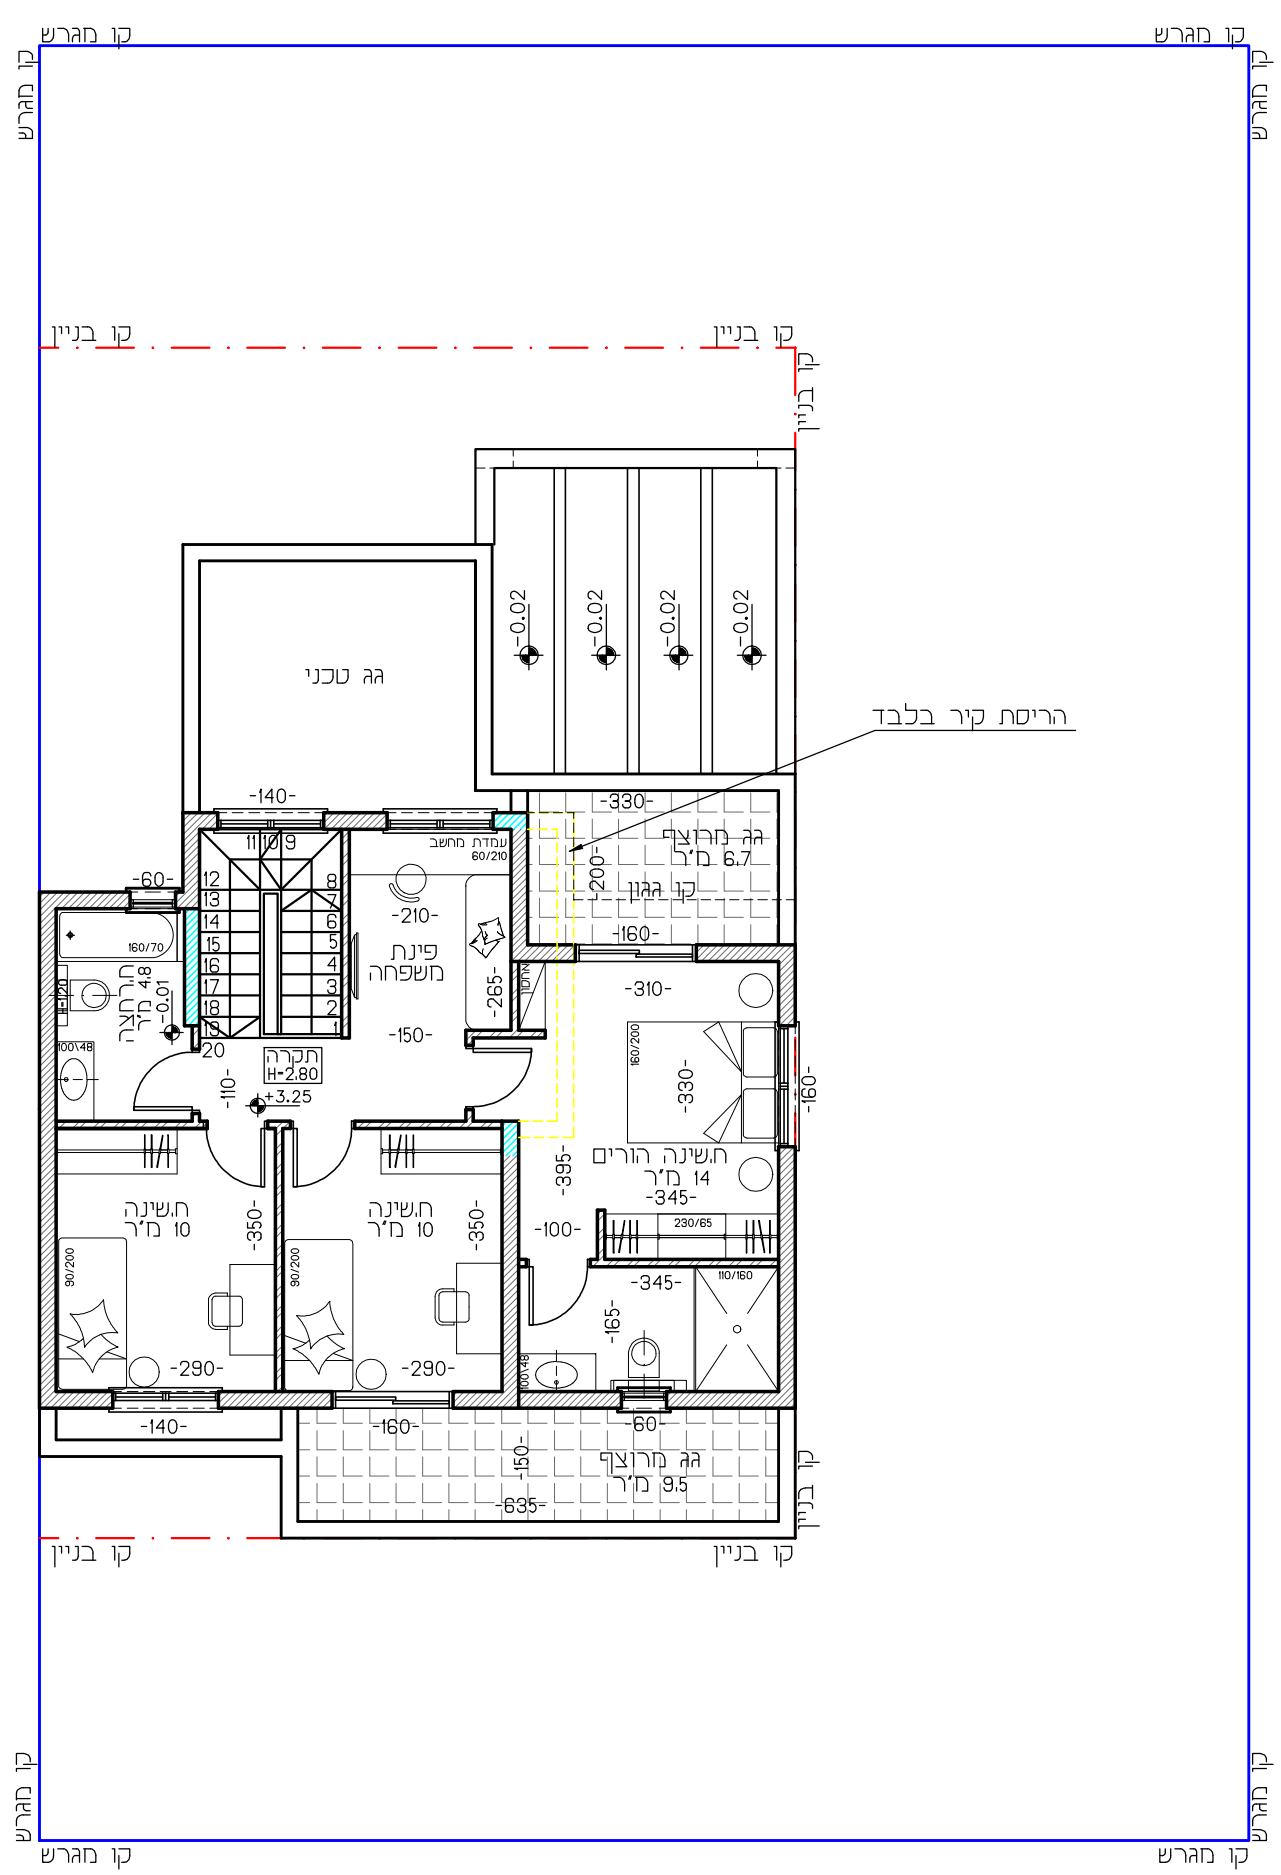 קו מגרש
קו מגרש
קו מגרש
קו מגרש
קו בניין
קו בניין
קו בניין
-0.02
-0.02
-0.02
-0.02
גג טכני
הריסת קיר בלבד
-140-
-330-
גג מרוצף
6.7 מ"ר
-200-
קו גגון
-160-
עמדת מחשב
60/210
11 10 9
12
13
14
15
16
17
18
19
20
8
7
6
5
4
3
2
1
-60-
160/70
ח.רחצה
4.8 מ"ר
-0.01
H-1.20
100\48
-210-
פינת
משפחה
-265-
-150-
תקרה
H-2.80
+3.25
-110-
אחסון
-310-
160/200
-330-
-160-
ח.שינה הורים
14 מ"ר
-395-
-345-
-100-
230/65
ח.שינה
10 מ"ר
-350-
90/200
-290-
ח.שינה
10 מ"ר
-350-
90/200
-290-
-345-
110/160
-165-
100\48
-140-
-160-
-60-
גג מרוצף
9.5 מ"ר
-150-
-635-
קו בניין
קו בניין
קו בניין
קו מגרש
קו מגרש
קו מגרש
קו מגרש